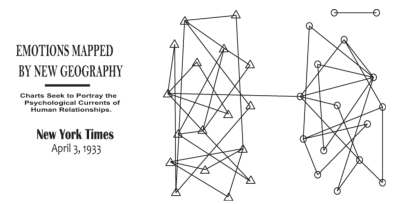 EMOTIONS MAPPED
BY NEW GEOGRAPHY
Charts Seek to Portray the
Psychological Currents of
Human Relationships.
New York Times
April 3, 1933